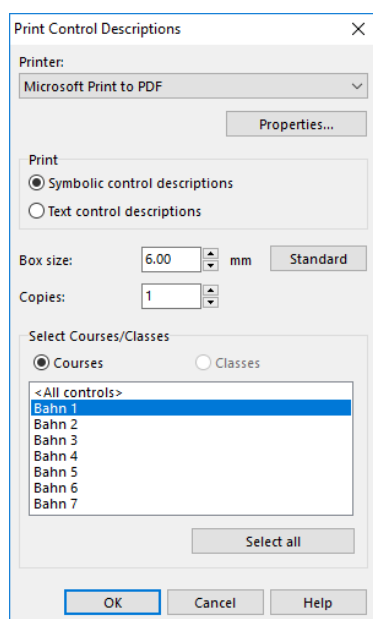 Print Control Descriptions
Printer:
Microsoft Print to PDF
Properties...
Print
Symbolic control descriptions
Text control descriptions
Box size: 6.00 mm Standard
Copies: 1
Select Courses/Classes
Courses Classes
<All controls>
Bahn 1
Bahn 2
Bahn 3
Bahn 4
Bahn 5
Bahn 6
Bahn 7
Select all
OK Cancel Help